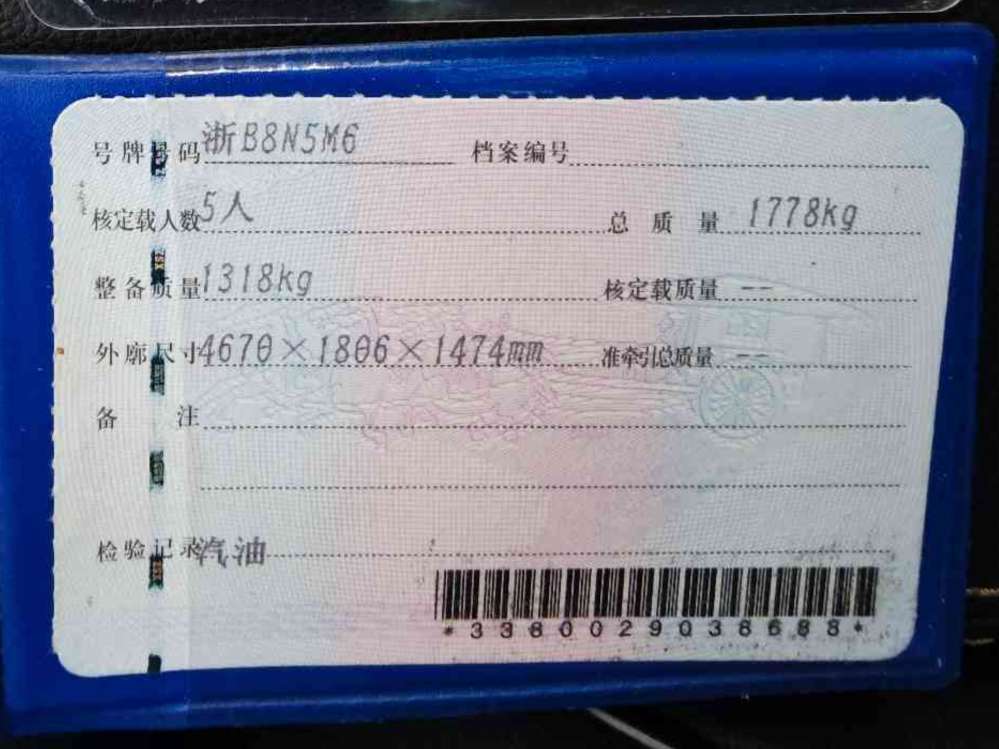 号牌号码 浙B8N5M6 档案编号
核定载人数 5人 总质量 1778kg
整备质量 1318kg 核定载质量 --
外廓尺寸 4670×1806×1474mm 准牵引总质量 --
备注
检验记录 汽油
*3380029038688*